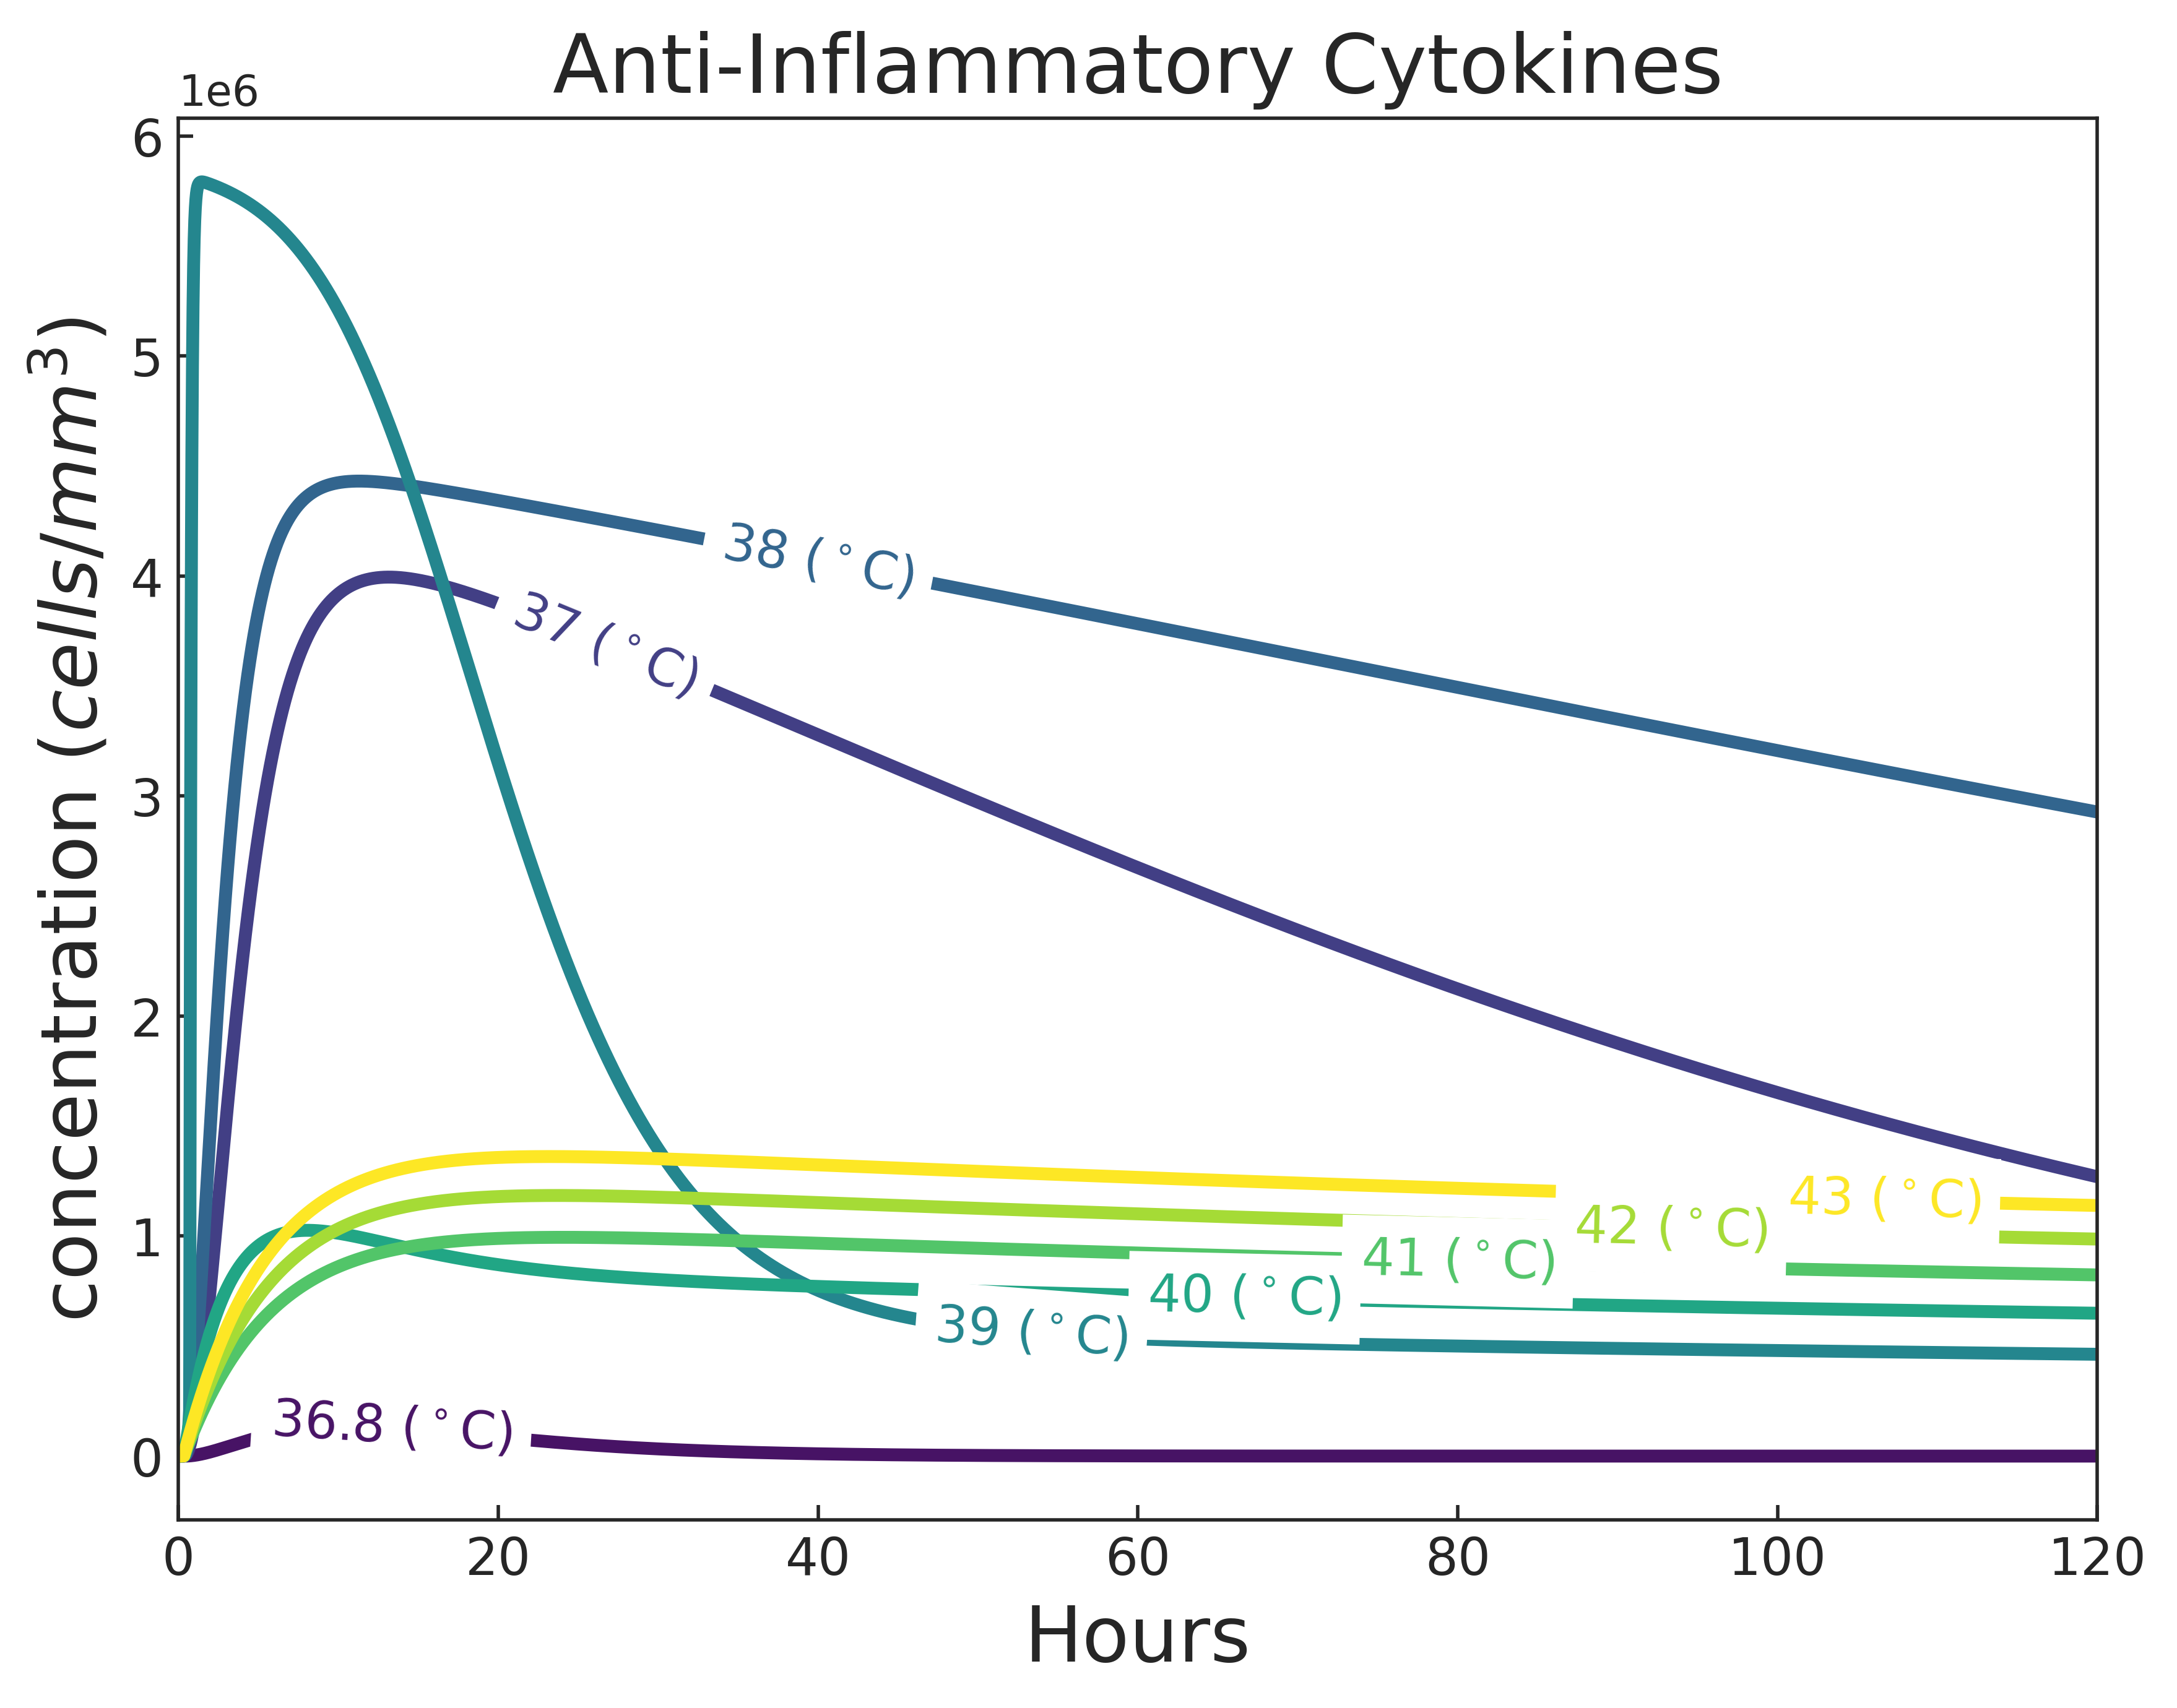 Anti-Inflammatory Cytokines
1e6
6
5
4
3
2
1
0
concentration (cells/mm³)
38 (°C)
37 (°C)
43 (°C)
42 (°C)
41 (°C)
40 (°C)
39 (°C)
36.8 (°C)
0 20 40 60 80 100 120
Hours